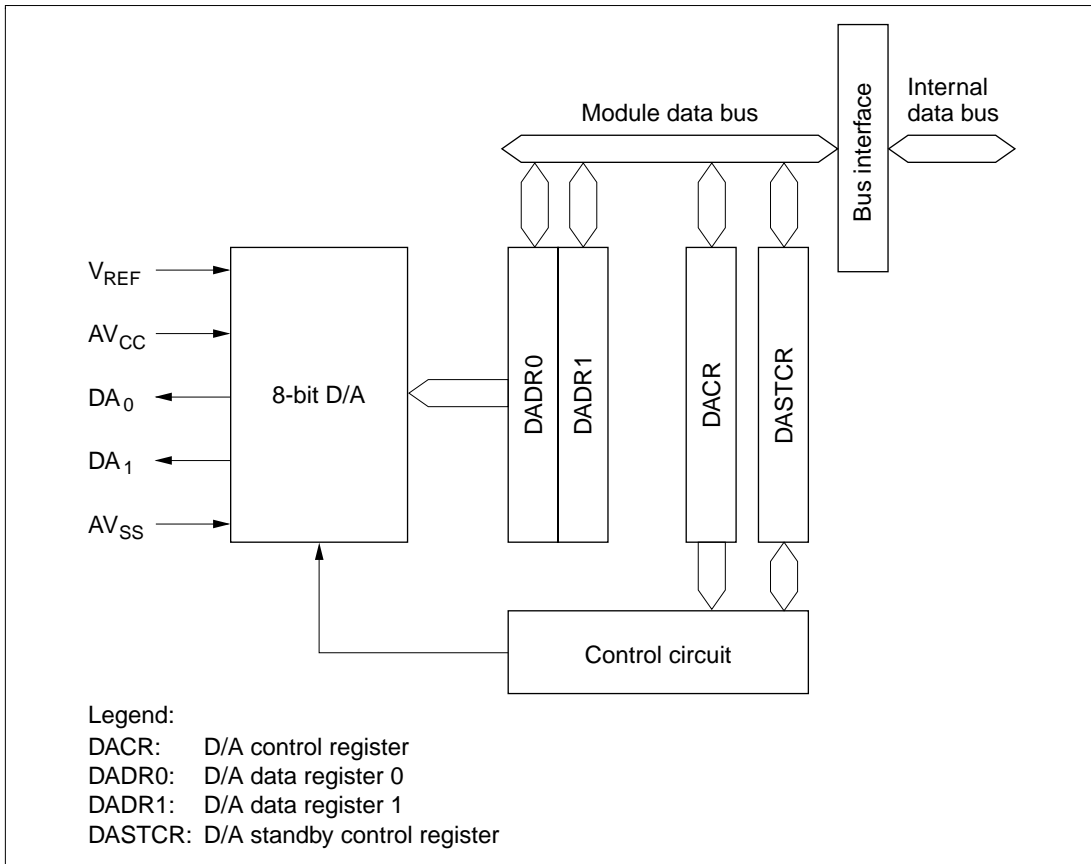 Module data bus
Internal
data bus
Bus interface
V_REF
AV_CC
DA_0
DA_1
AV_SS
8-bit D/A
DADR0
DADR1
DACR
DASTCR
Control circuit
Legend:
DACR: D/A control register
DADR0: D/A data register 0
DADR1: D/A data register 1
DASTCR: D/A standby control register